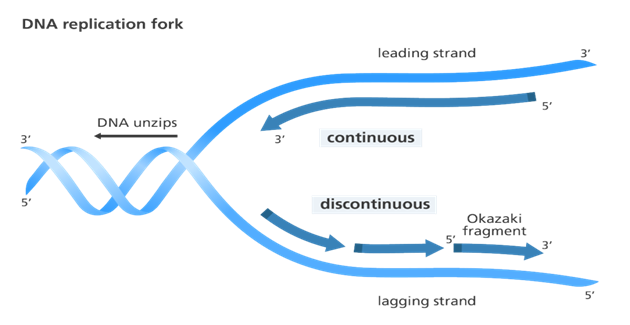 DNA replication fork
leading strand
3’
5’
DNA unzips
3’
continuous
3’
5’
discontinuous
Okazaki
fragment
5’
3’
lagging strand
5’